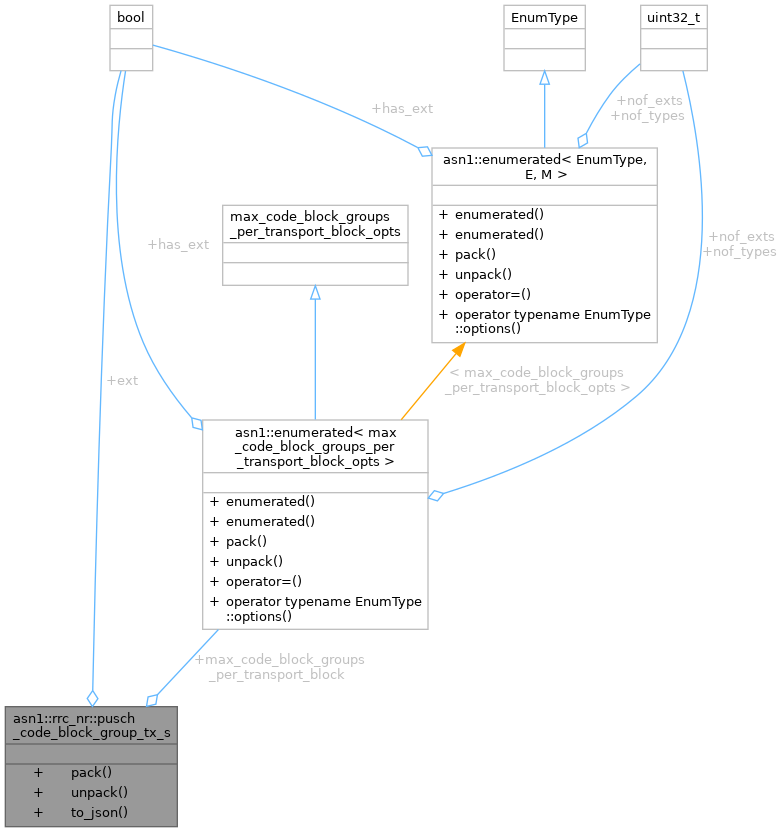 bool
EnumType
uint32_t
+has_ext
+nof_exts
+nof_types
asn1::enumerated< EnumType,
E, M >
+ enumerated()
+ enumerated()
+ pack()
+ unpack()
+ operator=()
+ operator typename EnumType
::options()
max_code_block_groups
_per_transport_block_opts
+has_ext
+nof_exts
+nof_types
+ext
< max_code_block_groups
_per_transport_block_opts >
asn1::enumerated< max
_code_block_groups_per
_transport_block_opts >
+ enumerated()
+ enumerated()
+ pack()
+ unpack()
+ operator=()
+ operator typename EnumType
::options()
+max_code_block_groups
_per_transport_block
asn1::rrc_nr::pusch
_code_block_group_tx_s
+ pack()
+ unpack()
+ to_json()